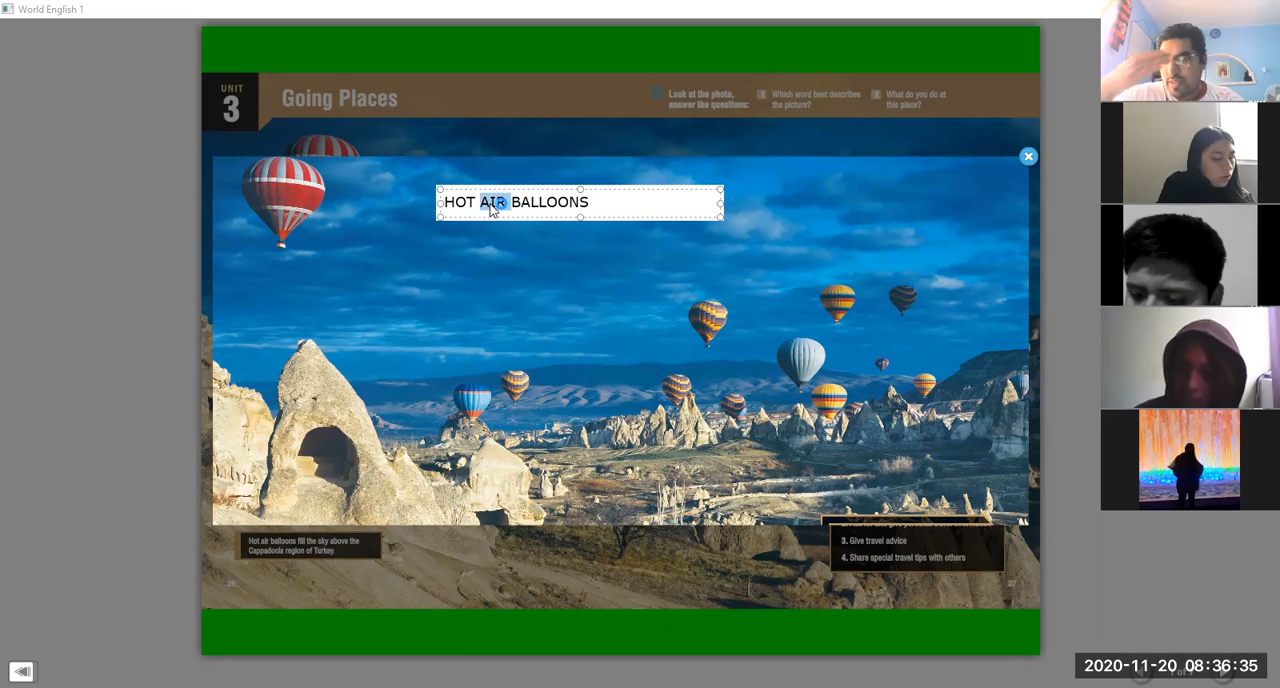 World English 1
UNIT
3
Going Places
Look at the photo,
answer the questions:
1 Which word best describes
the picture?
2 What do you do at
this place?
HOT AIR BALLOONS
Hot air balloons fill the sky above the
Cappadocia region of Turkey.
3. Give travel advice
4. Share special travel tips with others
26
27
2020-11-20 08:36:35